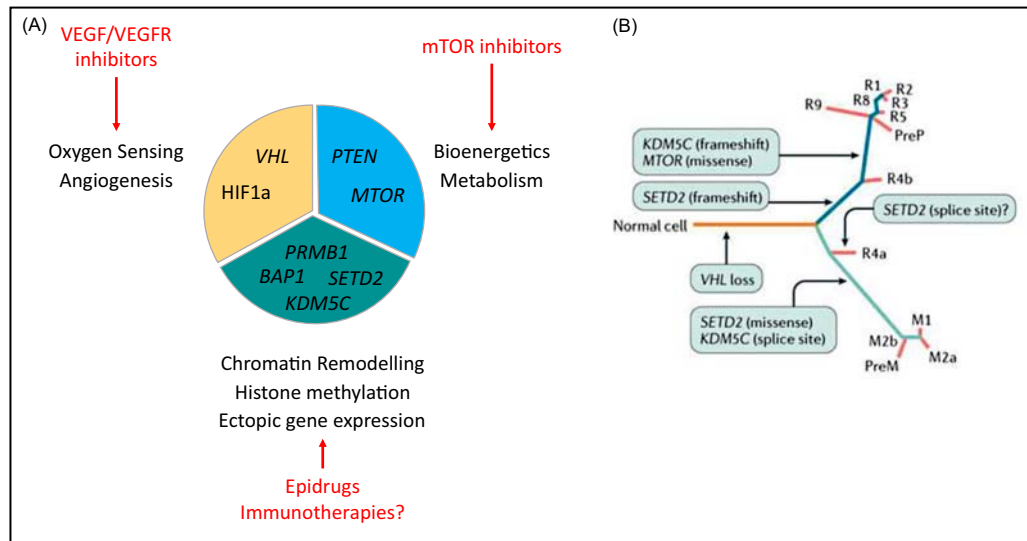 (A)
VEGF/VEGFR
inhibitors
mTOR inhibitors
Oxygen Sensing
Angiogenesis
VHL
HIF1a
PTEN
MTOR
Bioenergetics
Metabolism
PRMB1
BAP1 SETD2
KDM5C
Chromatin Remodelling
Histone methylation
Ectopic gene expression
Epidrugs
Immunotherapies?
(B)
R1
R2
R8
R3
R9
R5
PreP
KDM5C (frameshift)
MTOR (missense)
R4b
SETD2 (frameshift)
SETD2 (splice site)?
Normal cell
R4a
VHL loss
SETD2 (missense)
KDM5C (splice site)
M1
M2b
M2a
PreM